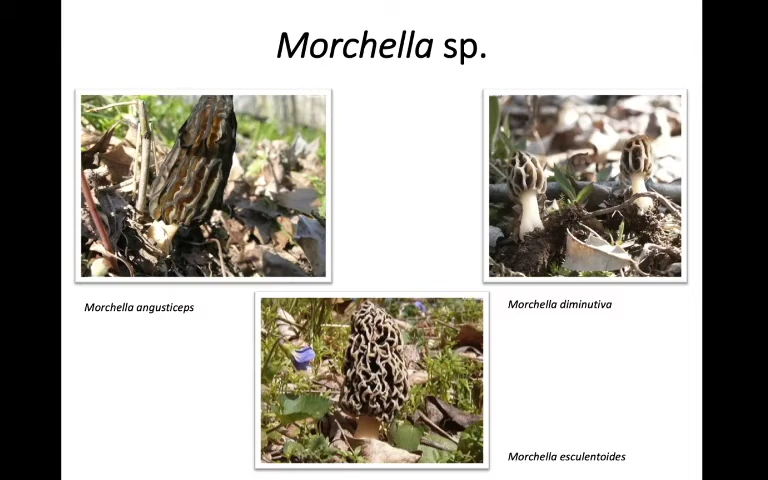 Morchella sp.
Morchella angusticeps
Morchella diminutiva
Morchella esculentoides